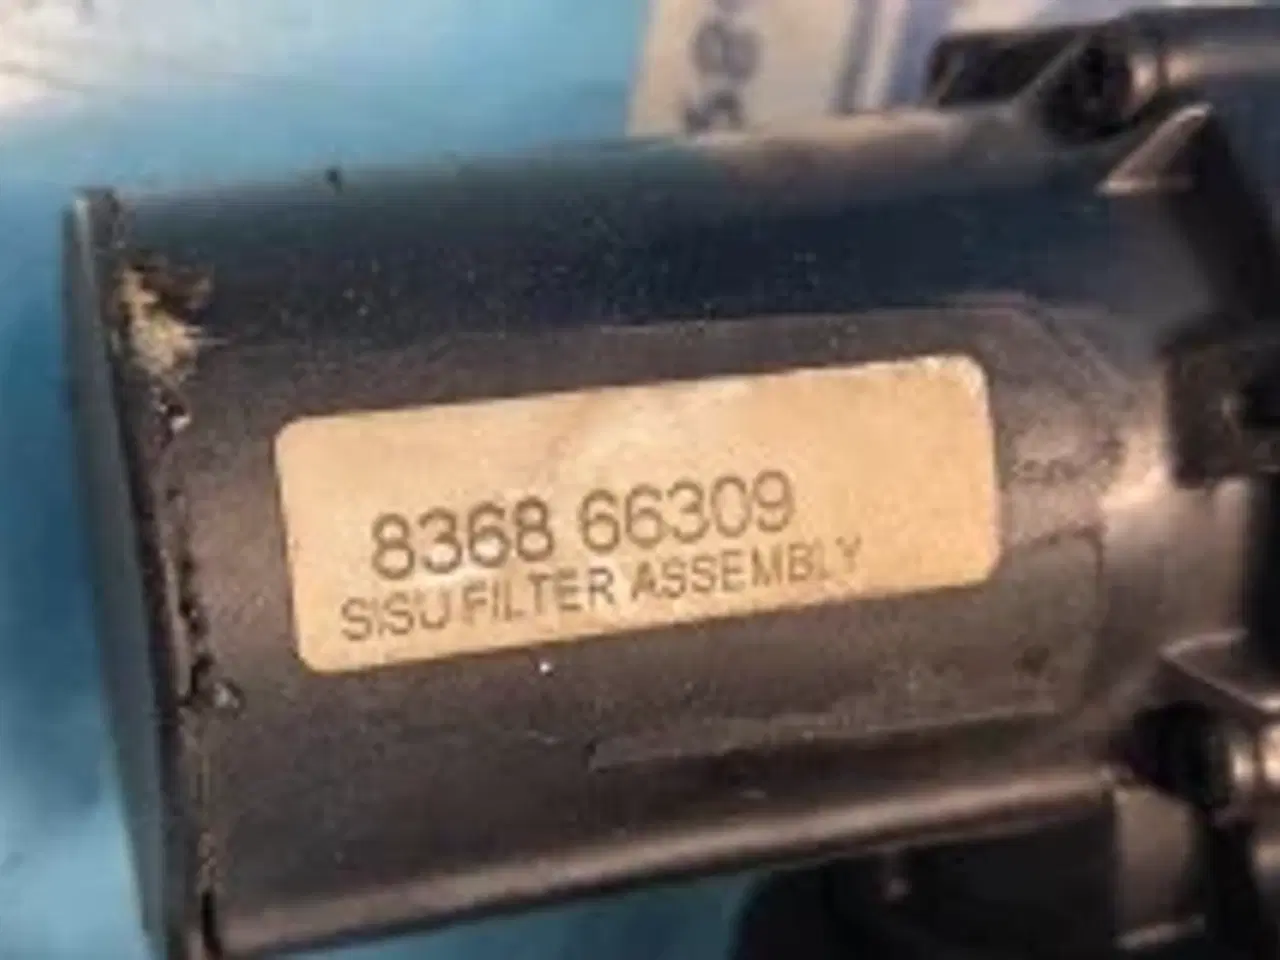 8368 66309
SISU FILTER ASSEMBLY